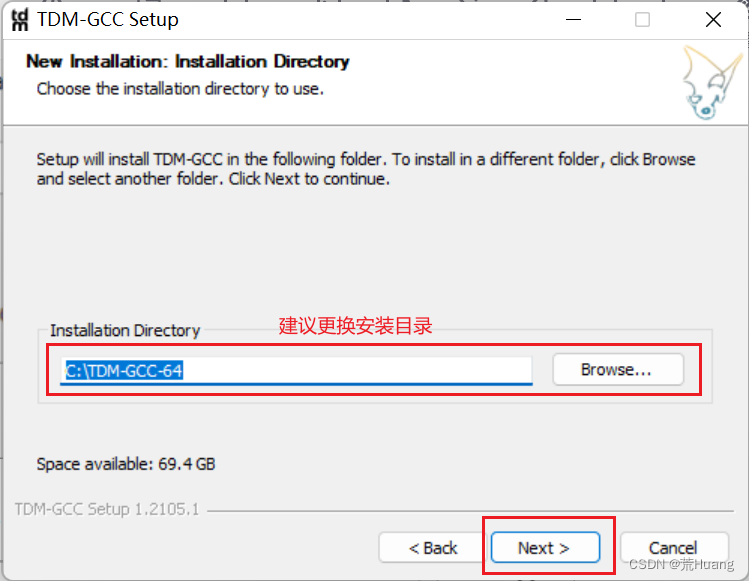 tdm TDM-GCC Setup
New Installation: Installation Directory
Choose the installation directory to use.
Setup will install TDM-GCC in the following folder. To install in a different folder, click Browse
and select another folder. Click Next to continue.
建议更换安装目录
Installation Directory
C:\TDM-GCC-64
Browse...
Space available: 69.4 GB
TDM-GCC Setup 1.2105.1
< Back
Next >
Cancel
CSDN @荒Huang